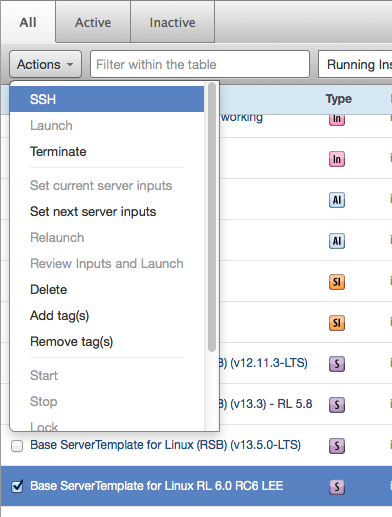 All Active Inactive
Actions Filter within the table Running Ins
SSH Type
Launch working In
Terminate
In
Set current server inputs
Set next server inputs AI
Relaunch AI
Review Inputs and Launch
Delete SI
Add tag(s) SI
Remove tag(s)
B) (v12.11.3-LTS) S
Start
Stop B) (v13.3) - RL 5.8 S
Lock
Base ServerTemplate for Linux (RSB) (v13.5.0-LTS) S
Base ServerTemplate for Linux RL 6.0 RC6 LEE S